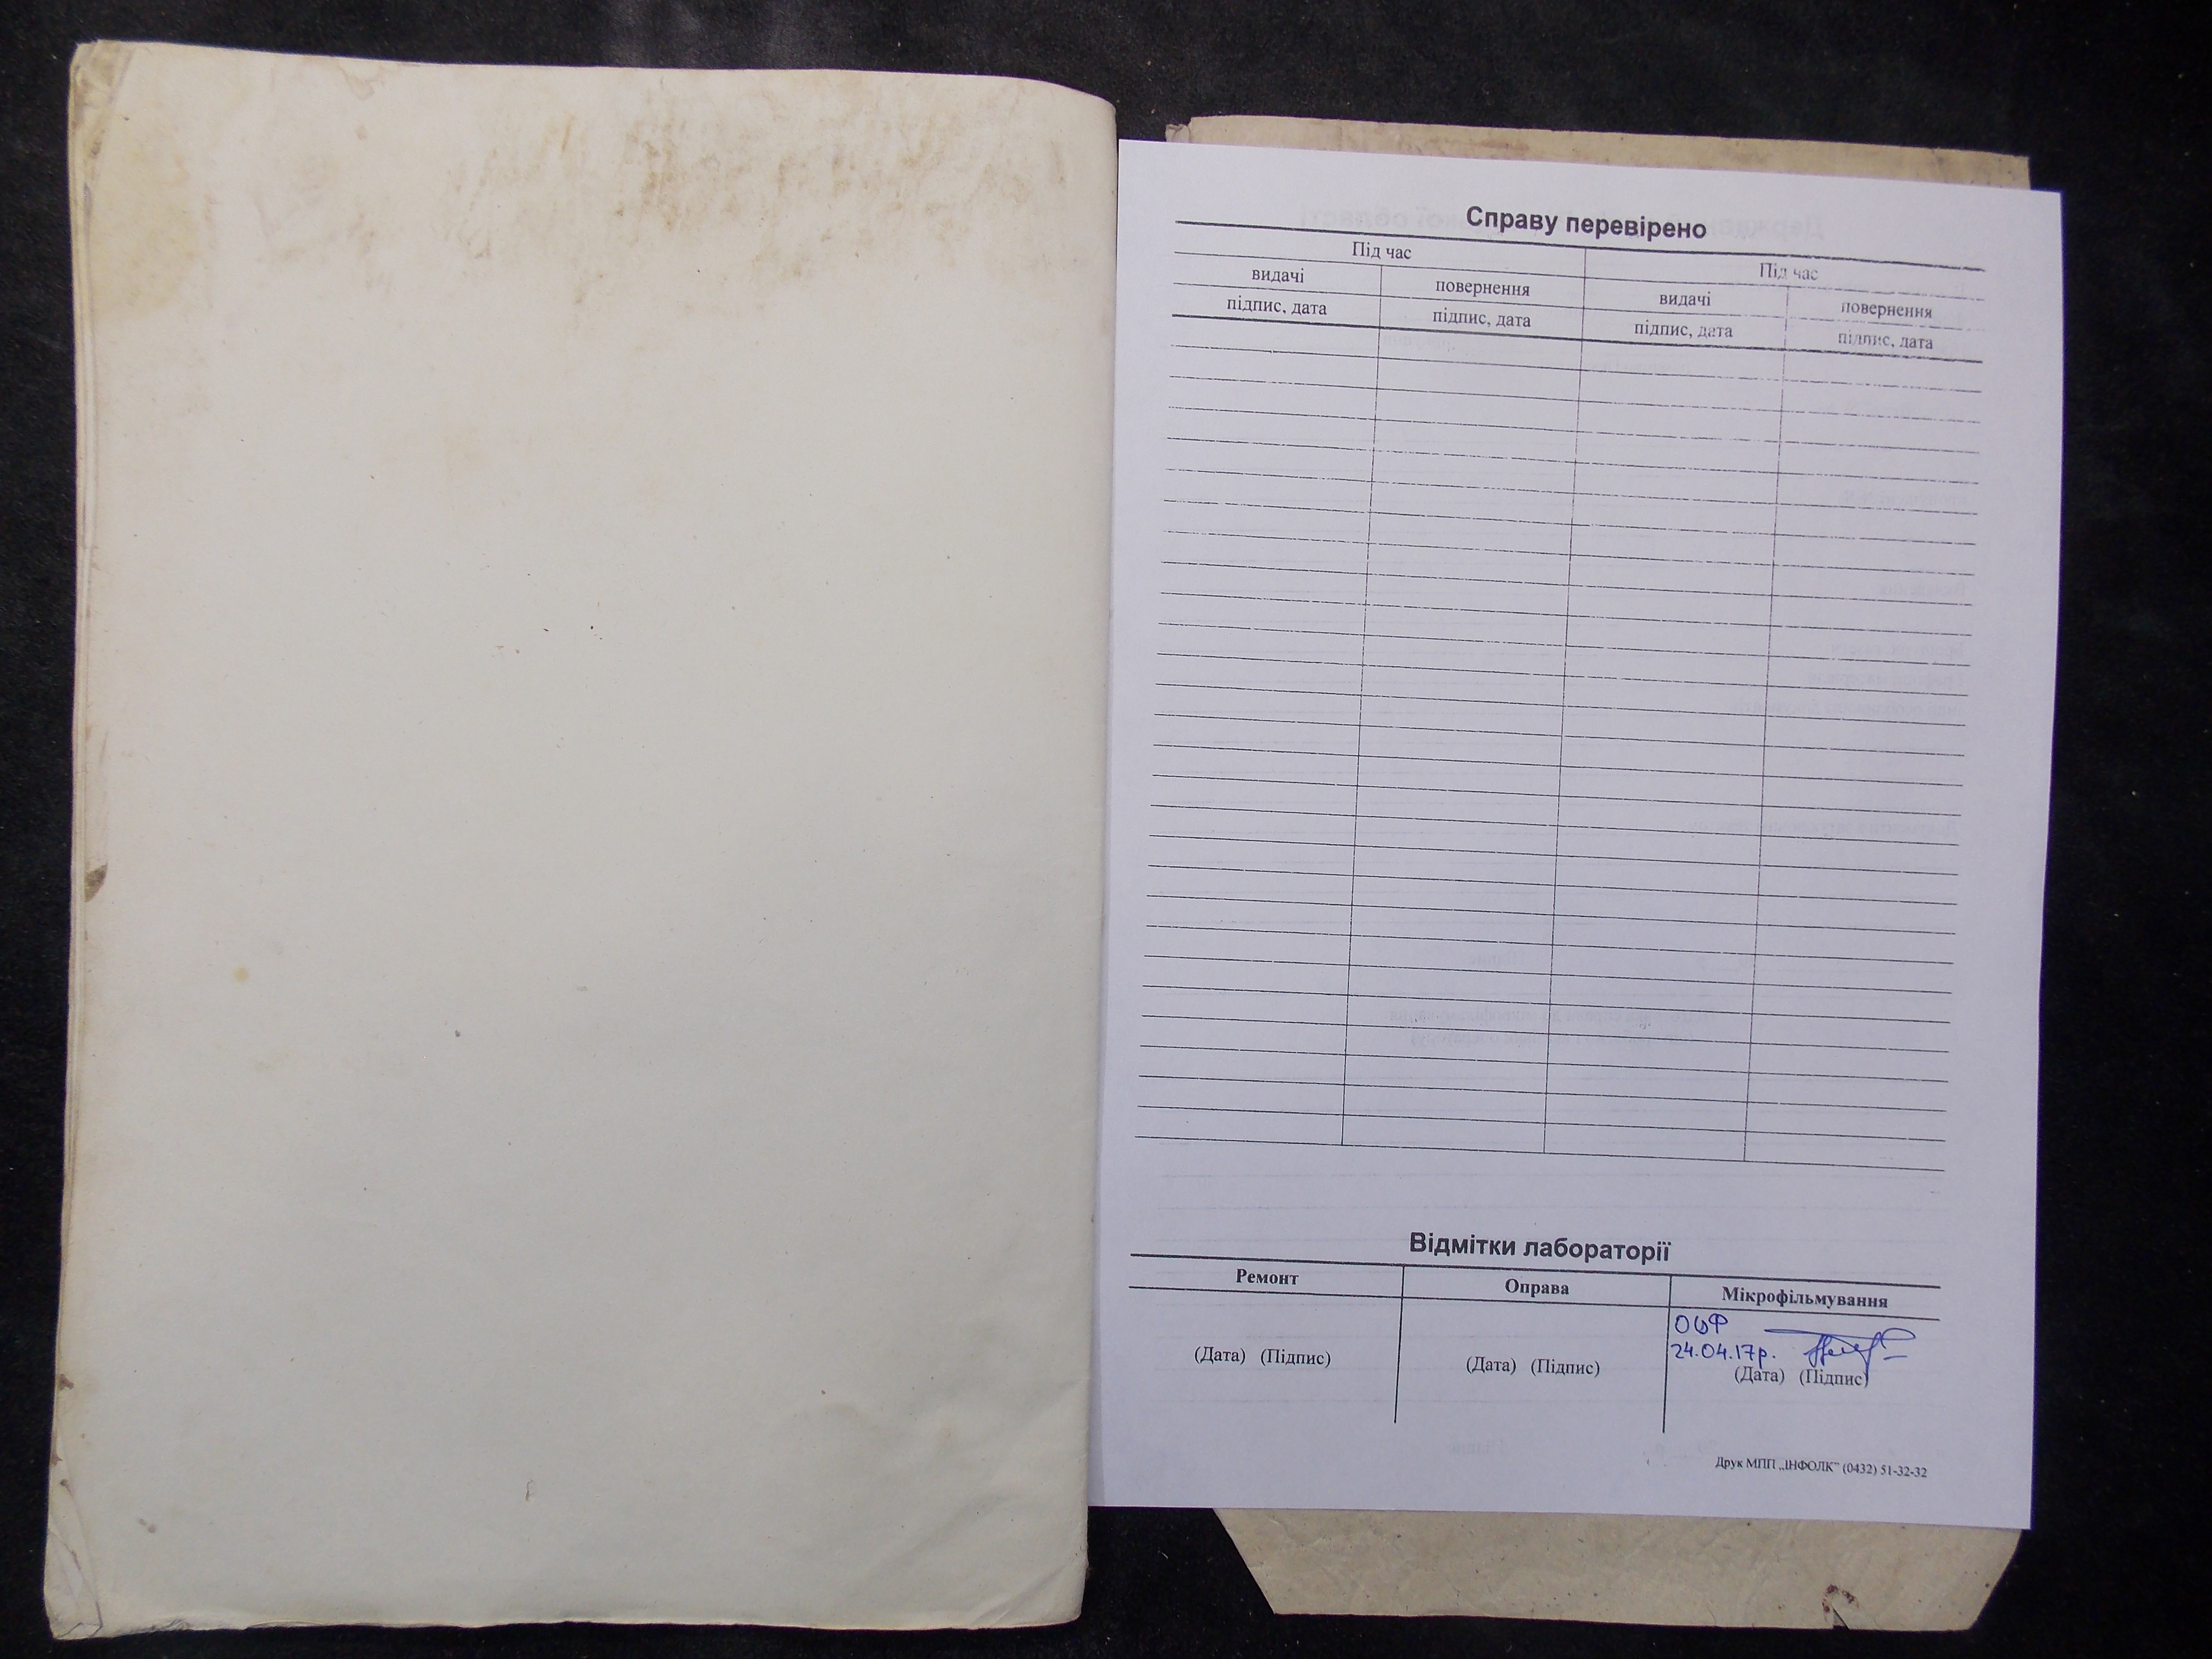 Справу перевірено
Під час Під час
видачі повернення видачі повернення
підпис, дата підпис, дата підпис, дата підпис, дата
Відмітки лабораторії
Ремонт Оправа Мікрофільмування
ОФ
24.04.17р.
(Дата) (Підпис) (Дата) (Підпис) (Дата) (Підпис)
Друк МПП „ІНФОЛК” (0432) 51-32-32